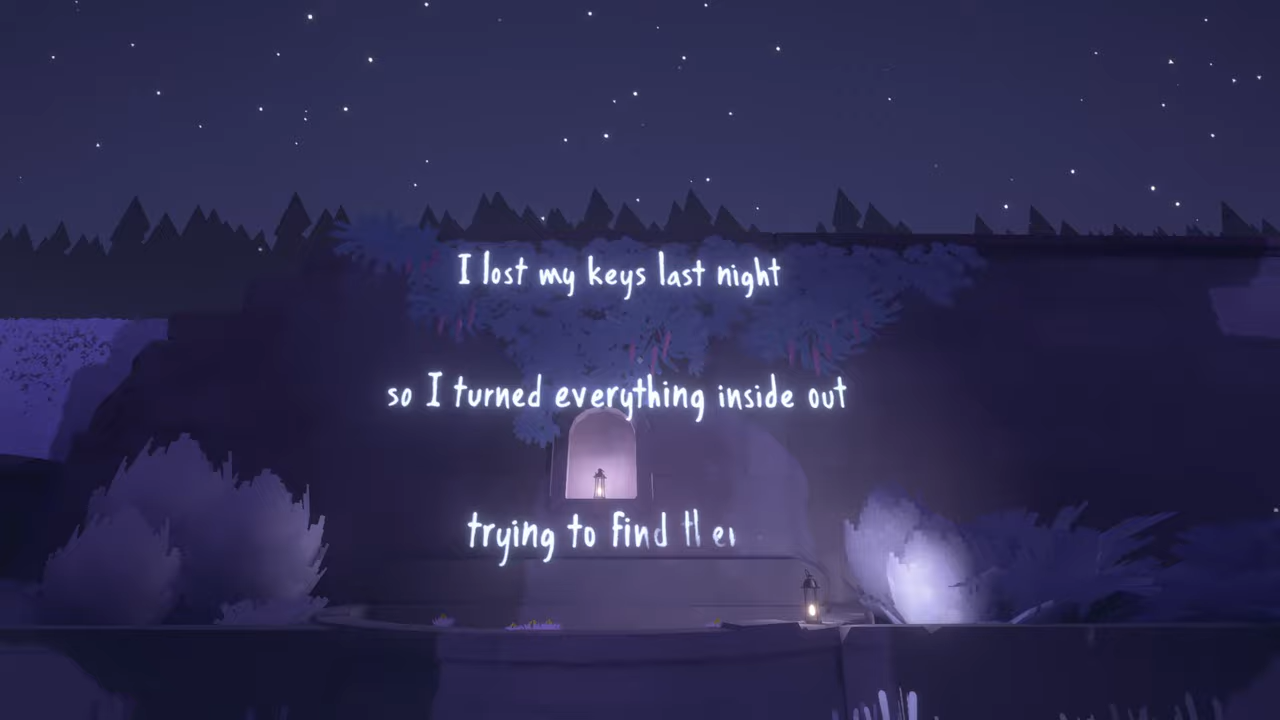 I lost my keys last night
so I turned everything inside out
trying to find